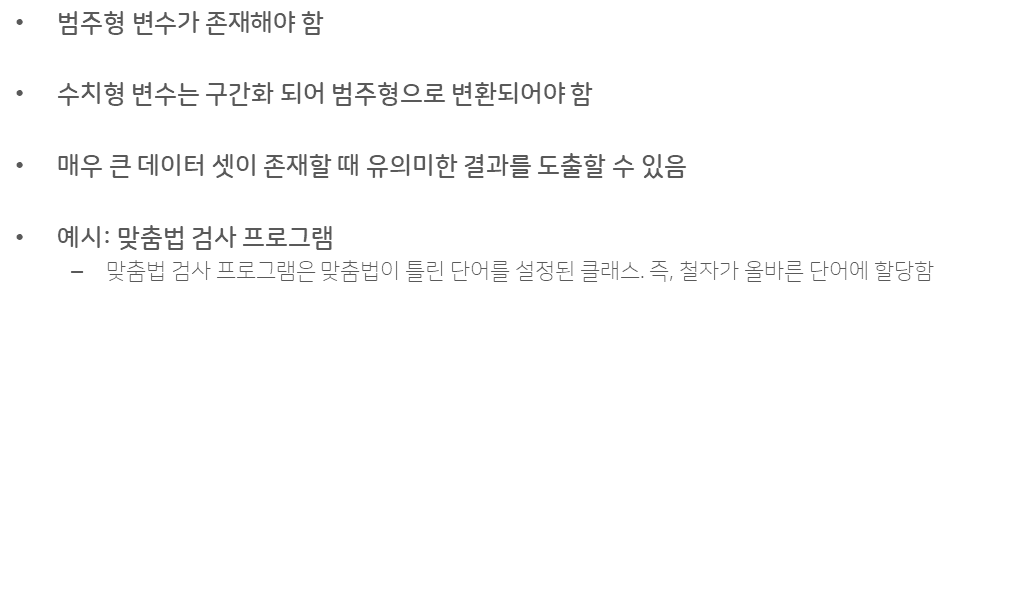 • 범주형 변수가 존재해야 함
• 수치형 변수는 구간화 되어 범주형으로 변환되어야 함
• 매우 큰 데이터 셋이 존재할 때 유의미한 결과를 도출할 수 있음
• 예시: 맞춤법 검사 프로그램
– 맞춤법 검사 프로그램은 맞춤법이 틀린 단어를 설정된 클래스. 즉, 철자가 올바른 단어에 할당함